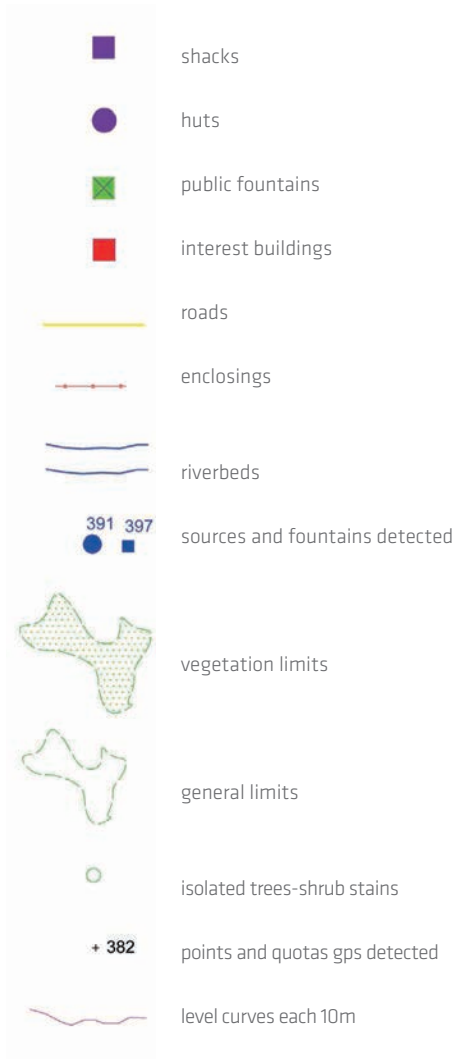 shacks
huts
public fountains
interest buildings
roads
enclosings
riverbeds
391 397
sources and fountains detected
vegetation limits
general limits
isolated trees-shrub stains
+ 382
points and quotas gps detected
level curves each 10m